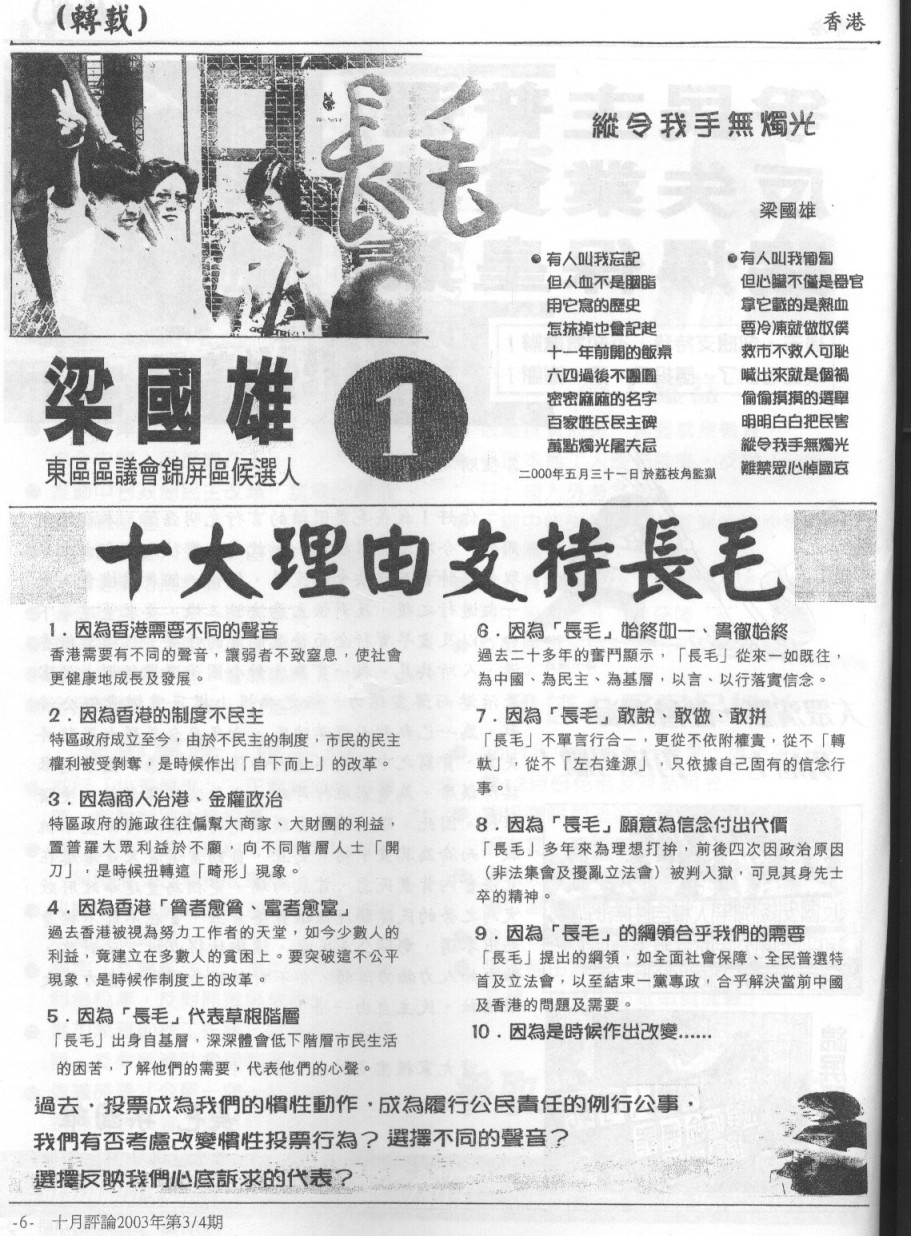 (轉載)
香港
長毛
縱令我手無燭光
梁國雄
• 有人叫我忘記
但人血不是胭脂
用它寫的歷史
怎抹掉也會記起
十一年前開的飯票
六四過後不團圓
密密麻麻的名字
百家姓氏民主碑
萬點燭光屠夫忌
• 有人叫我匍匐
但心臟不僅是器官
拿它載的是熱血
要冷凍就做奴僕
救市不救人可恥
喊出來就是個禍
偷偷摸摸的選舉
明明白白把民害
縱令我手無燭光
難禁眾心悼國哀
二000年五月三十一日於荔枝角監獄
梁國雄
1
東區區議會錦屏區候選人
十大理由支持長毛
1．因為香港需要不同的聲音
香港需要有不同的聲音，讓弱者不致窒息，使社會
更健康地成長及發展。
2．因為香港的制度不民主
特區政府成立至今，由於不民主的制度，市民的民主
權利被受剝奪，是時候作出「自下而上」的改革。
3．因為商人治港、金權政治
特區政府的施政往往偏幫大商家、大財團的利益，
置普羅大眾利益於不顧，向不同階層人士「開
刀」，是時候扭轉這「畸形」現象。
4．因為香港「貧者愈貧、富者愈富」
過去香港被視為努力工作者的天堂，如今少數人的
利益，竟建立在多數人的貧困上。要突破這不公平
現象，是時候作制度上的改革。
5．因為「長毛」代表草根階層
「長毛」出身自基層，深深體會低下階層市民生活
的困苦，了解他們的需要，代表他們的心聲。
6．因為「長毛」始終如一、貫徹始終
過去二十多年的奮鬥顯示，「長毛」從來一如既往，
為中國、為民主、為基層，以言、以行落實信念。
7．因為「長毛」敢說，敢做，敢拚
「長毛」不單言行合一，更從不依附權貴，從不「轉
軚」，從不「左右逢源」，只依據自己固有的信念行
事。
8．因為「長毛」願意為信念付出代價
「長毛」多年來為理想打拚，前後四次因政治原因
（非法集會及擾亂立法會）被判入獄，可見其身先士
卒的精神。
9．因為「長毛」的綱領合乎我們的需要
「長毛」提出的綱領，如全面社會保障、全民普選特
首及立法會，以至結束一黨專政，合乎解決當前中國
及香港的問題及需要。
10．因為是時候作出改變......
過去，投票成為我們的慣性動作，成為履行公民責任的例行公事，
我們有否考慮改變慣性投票行為？選擇不同的聲音？
選擇反映我們心底訴求的代表？
-6- 十月評論2003年第3/4期